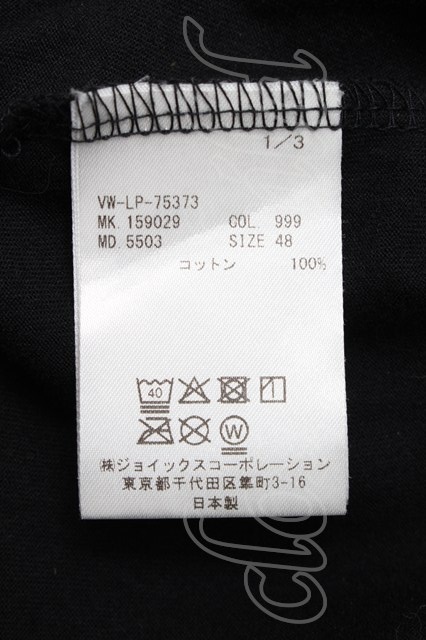 1/3
VW-LP-75373
MK. 159029 COL. 999
MD. 5503 SIZE 48
コットン 100%
40
W
㈱ジョイックスコーポレーション
東京都千代田区隼町3-16
日本製